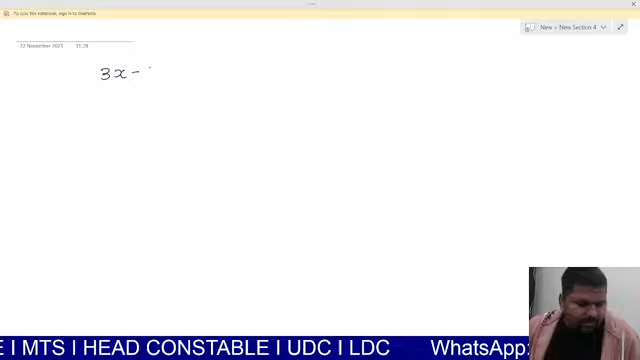 To sync this notebook, sign in to OneNote.
New » New Section 4
22 November 2025 11:26
3x -
E I MTS I HEAD CONSTABLE I UDC I LDC WhatsApp: